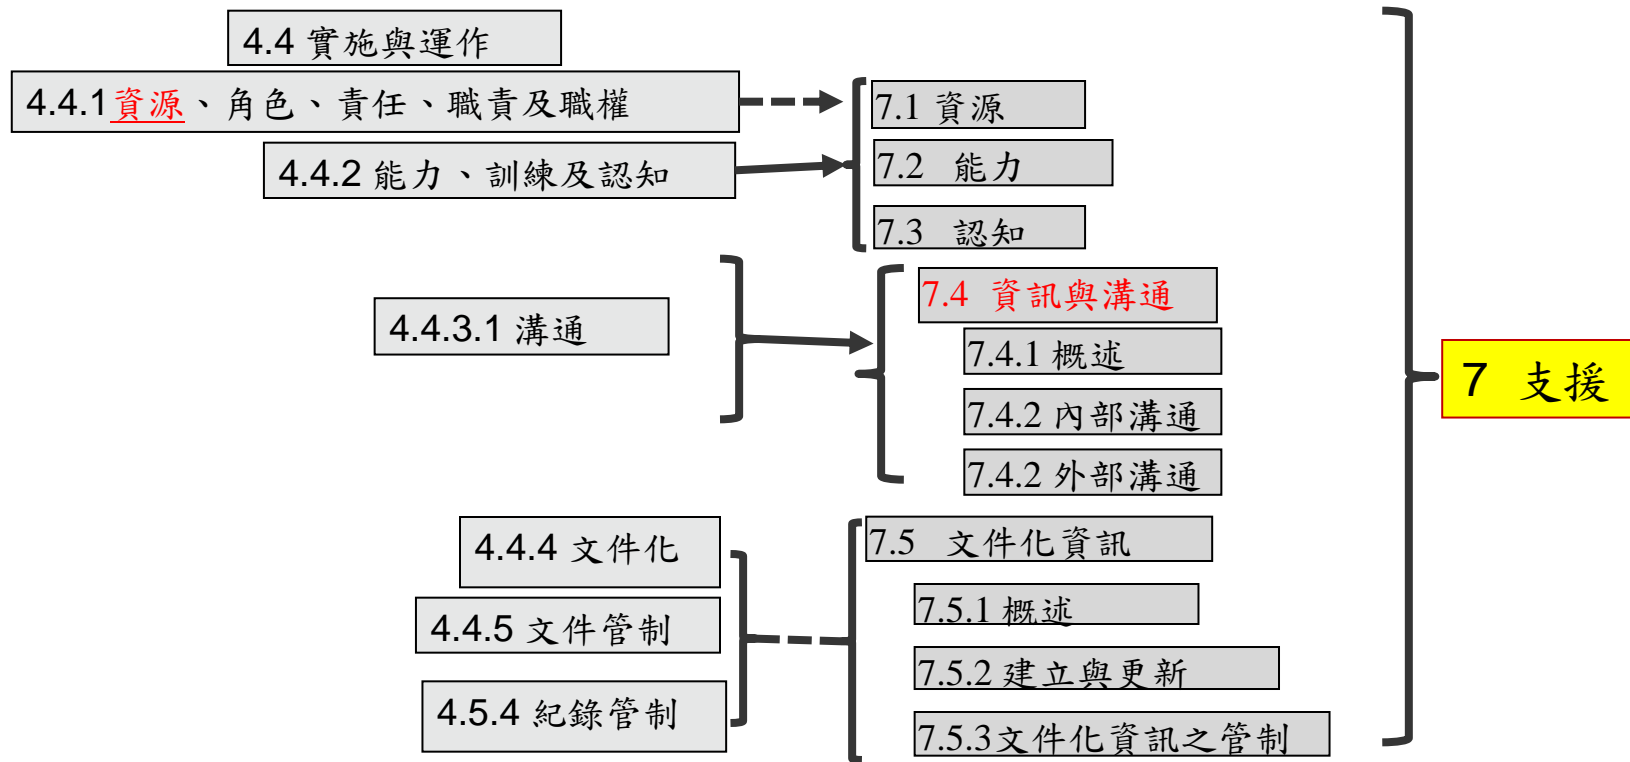 4.4 實施與運作
4.4.1資源、角色、責任、職責及職權
4.4.2 能力、訓練及認知
4.4.3.1 溝通
4.4.4 文件化
4.4.5 文件管制
4.5.4 紀錄管制
7.1 資源
7.2 能力
7.3 認知
7.4 資訊與溝通
7.4.1 概述
7.4.2 內部溝通
7.4.2 外部溝通
7.5 文件化資訊
7.5.1 概述
7.5.2 建立與更新
7.5.3文件化資訊之管制
7 支援